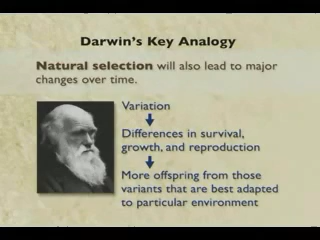 Darwin's Key Analogy
Natural selection will also lead to major
changes over time.
Variation
Differences in survival,
growth, and reproduction
More offspring from those
variants that are best adapted
to particular environment